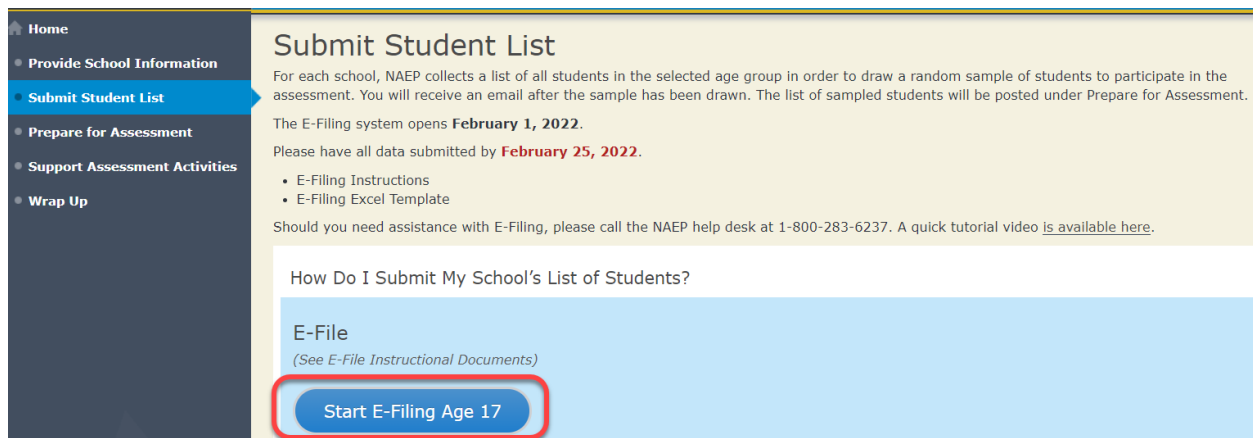 Home
Provide School Information
Submit Student List
Prepare for Assessment
Support Assessment Activities
Wrap Up
Submit Student List
For each school, NAEP collects a list of all students in the selected age group in order to draw a random sample of students to participate in the
assessment. You will receive an email after the sample has been drawn. The list of sampled students will be posted under Prepare for Assessment.
The E-Filing system opens February 1, 2022.
Please have all data submitted by February 25, 2022.
• E-Filing Instructions
• E-Filing Excel Template
Should you need assistance with E-Filing, please call the NAEP help desk at 1-800-283-6237. A quick tutorial video is available here.
How Do I Submit My School’s List of Students?
E-File
(See E-File Instructional Documents)
Start E-Filing Age 17